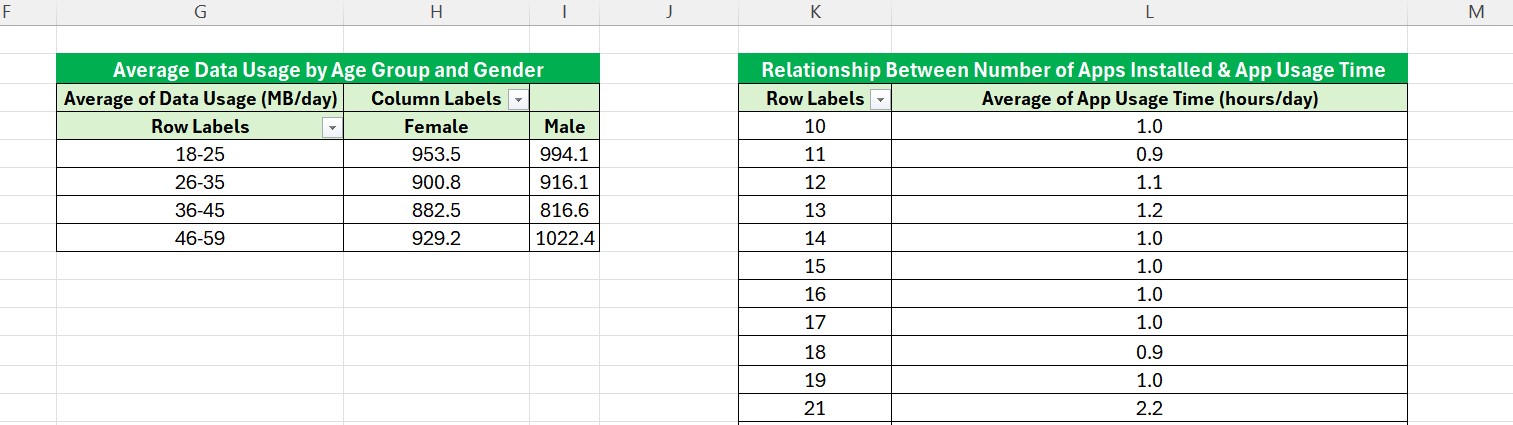 F G H I J K L M
Average Data Usage by Age Group and Gender
Average of Data Usage (MB/day) Column Labels
Row Labels Female Male
18-25 953.5 994.1
26-35 900.8 916.1
36-45 882.5 816.6
46-59 929.2 1022.4
Relationship Between Number of Apps Installed & App Usage Time
Row Labels Average of App Usage Time (hours/day)
10 1.0
11 0.9
12 1.1
13 1.2
14 1.0
15 1.0
16 1.0
17 1.0
18 0.9
19 1.0
21 2.2